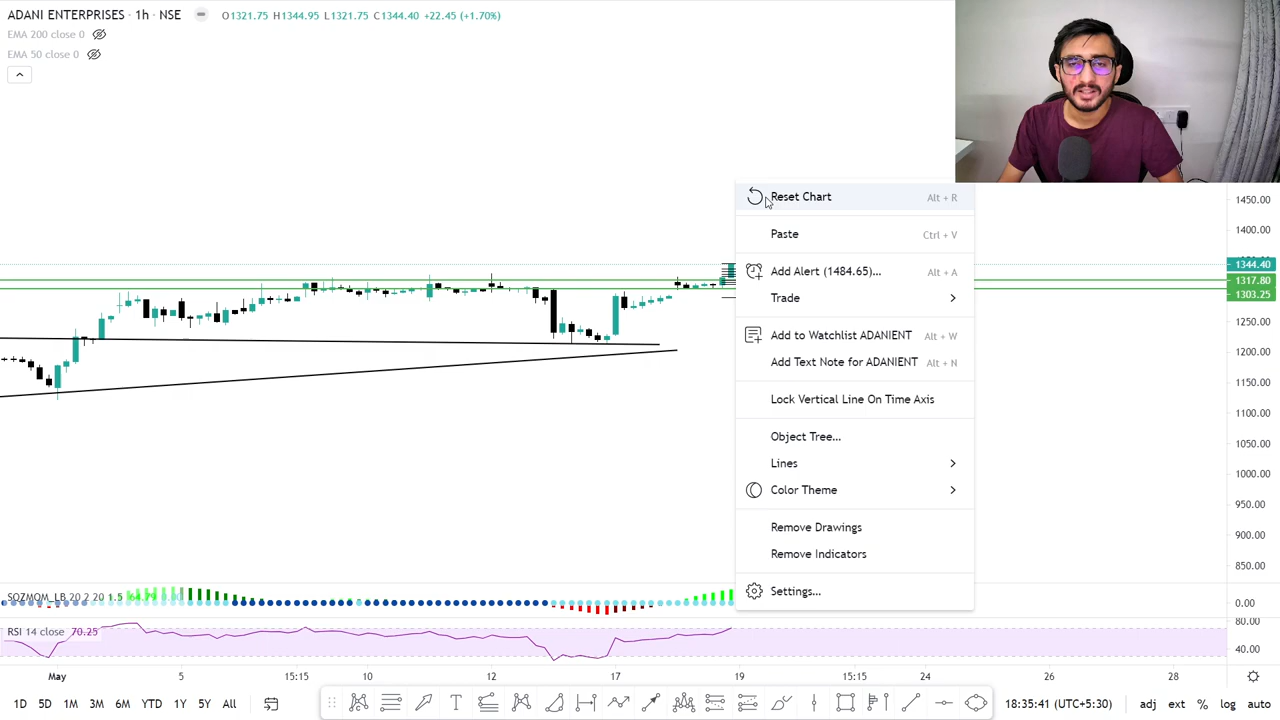 ADANI ENTERPRISES · 1h · NSE O1321.75 H1344.95 L1321.75 C1344.40 +22.45 (+1.70%)
EMA 200 close 0
EMA 50 close 0
Reset Chart Alt + R
Paste Ctrl + V
Add Alert (1484.65)... Alt + A
Trade
Add to Watchlist ADANIENT Alt + W
Add Text Note for ADANIENT Alt + N
Lock Vertical Line On Time Axis
Object Tree...
Lines
Color Theme
Remove Drawings
Remove Indicators
Settings...
1450.00
1400.00
1344.40
1317.80
1303.25
1250.00
1200.00
1150.00
1100.00
1050.00
1000.00
950.00
900.00
850.00
SQZMOM_LB 20 2 20 1.5 64.79 0.00
0.00
80.00
RSI 14 close 70.25
40.00
May 5 15:15 10 12 17 19 15:15 24 26 28
1D 5D 1M 3M 6M YTD 1Y 5Y All 18:35:41 (UTC+5:30) adj ext % log auto